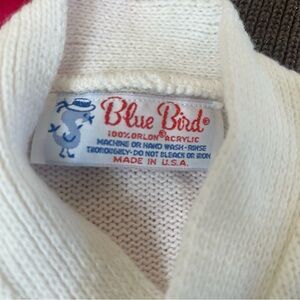 Blue Bird®
100% ORLON® ACRYLIC
MACHINE OR HAND WASH-RINSE
THOROUGHLY-DO NOT BLEACH OR IRON
MADE IN U.S.A.